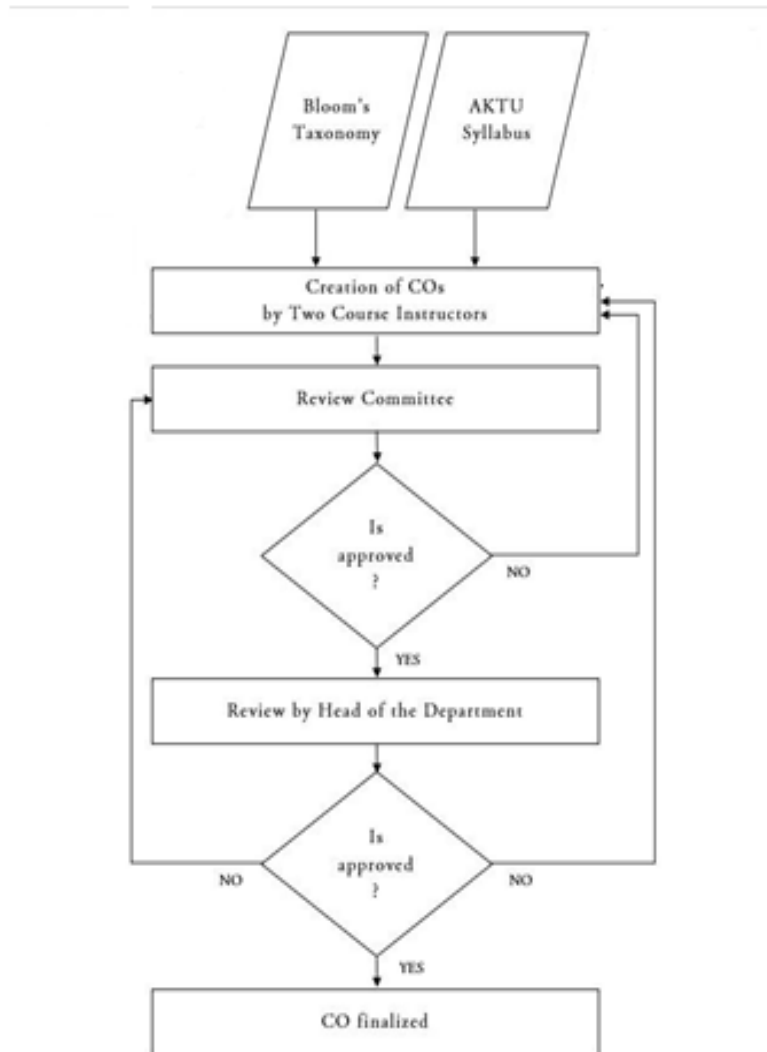 Bloom's
Taxonomy
AKTU
Syllabus
Creation of COs
by Two Course Instructors
Review Committee
Is
approved
?
NO
YES
Review by Head of the Department
Is
approved
?
NO
NO
YES
CO finalized